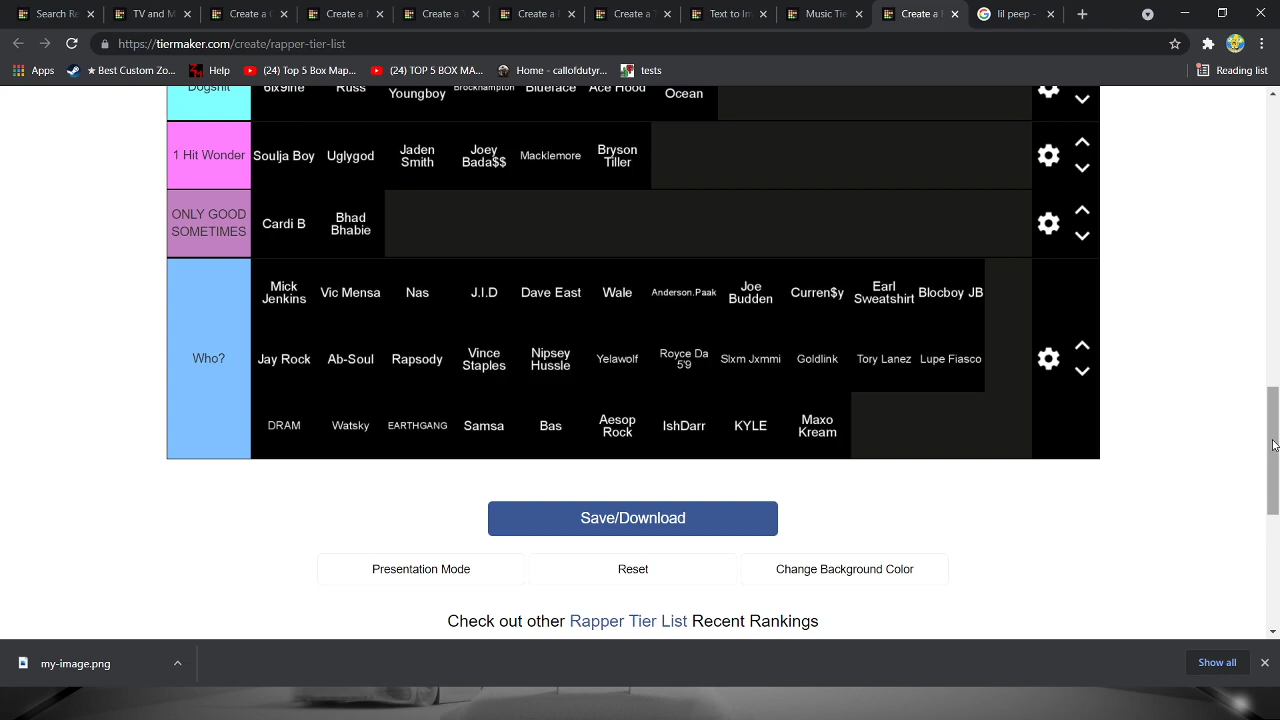 Search Re
TV and M
Create a C
Create a M
Create a T
Create a F
Create a T
Text to Im
Music Tie
Create a F
lil peep -
https://tiermaker.com/create/rapper-tier-list
Apps
★ Best Custom Zo...
Help
(24) Top 5 Box Map...
(24) TOP 5 BOX MA...
Home - callofdutyr...
tests
Reading list
Dogshit
6ix9ine
Russ
Youngboy
Brockhampton
Blueface
Ace Hood
Ocean
1 Hit Wonder
Soulja Boy
Uglygod
Jaden
Smith
Joey
Bada$$
Macklemore
Bryson
Tiller
ONLY GOOD
SOMETIMES
Cardi B
Bhad
Bhabie
Who?
Mick
Jenkins
Vic Mensa
Nas
J.I.D
Dave East
Wale
Anderson.Paak
Joe
Budden
Curren$y
Earl
Sweatshirt
Blocboy JB
Jay Rock
Ab-Soul
Rapsody
Vince
Staples
Nipsey
Hussle
Yelawolf
Royce Da
5'9
Slxm Jxmmi
Goldlink
Tory Lanez
Lupe Fiasco
DRAM
Watsky
EARTHGANG
Samsa
Bas
Aesop
Rock
IshDarr
KYLE
Maxo
Kream
Save/Download
Presentation Mode
Reset
Change Background Color
Check out other Rapper Tier List Recent Rankings
my-image.png
Show all